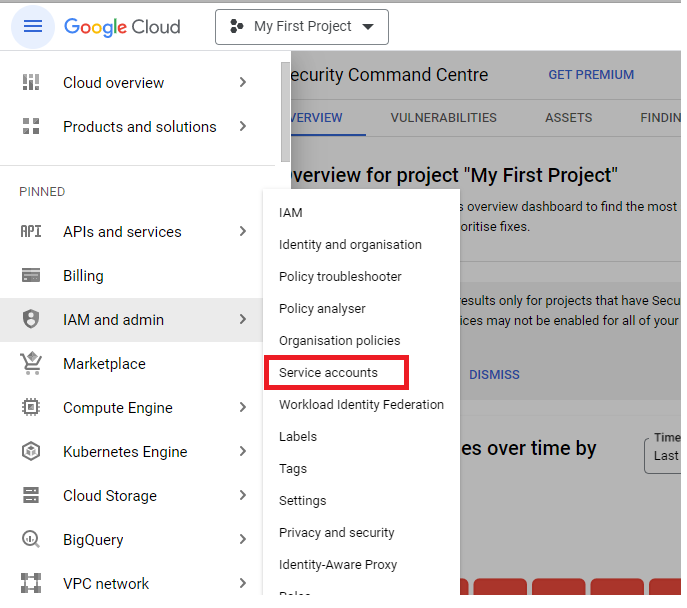 Google Cloud
My First Project
Cloud overview
Products and solutions
PINNED
API APIs and services
Billing
IAM and admin
Marketplace
Compute Engine
Kubernetes Engine
Cloud Storage
BigQuery
VPC network
IAM
Identity and organisation
Policy troubleshooter
Policy analyser
Organisation policies
Service accounts
Workload Identity Federation
Labels
Tags
Settings
Privacy and security
Identity-Aware Proxy
ecurity Command Centre GET PREMIUM
VERVIEW VULNERABILITIES ASSETS FINDIN
verview for project "My First Project"
s overview dashboard to find the most
oritise fixes.
results only for projects that have Secu
ices may not be enabled for all of your
DISMISS
es over time by
Time
Last